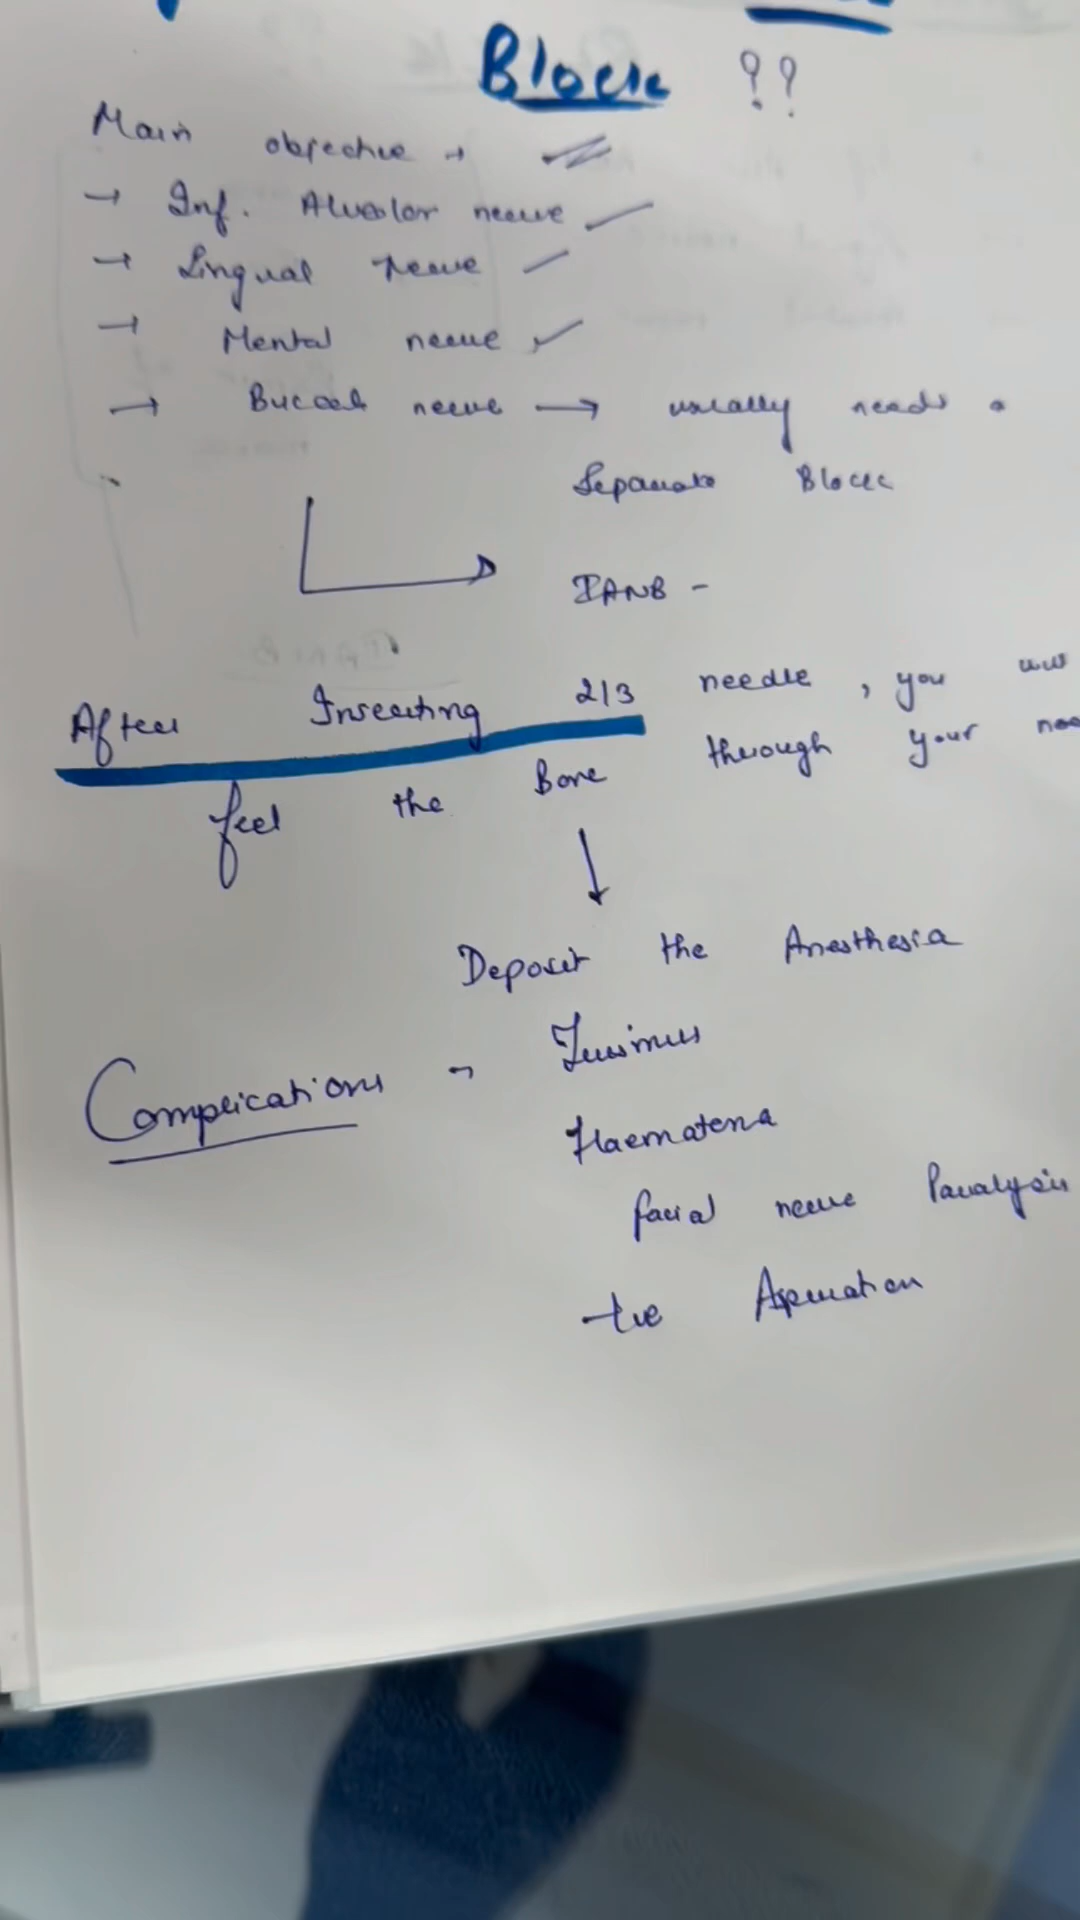 Block ??
Main objective →
→ Inf. Alveolar nerve
→ Lingual nerve
→ Mental nerve
→ Buccal nerve → usually needs a
Separate Block
IANB -
After Inserting 2/3 needle, you will
feel the Bone through your
↓
Deposit the Anesthesia
Complications → Trismus
Haematoma
facial nerve Paralysis
-tve Aspiration